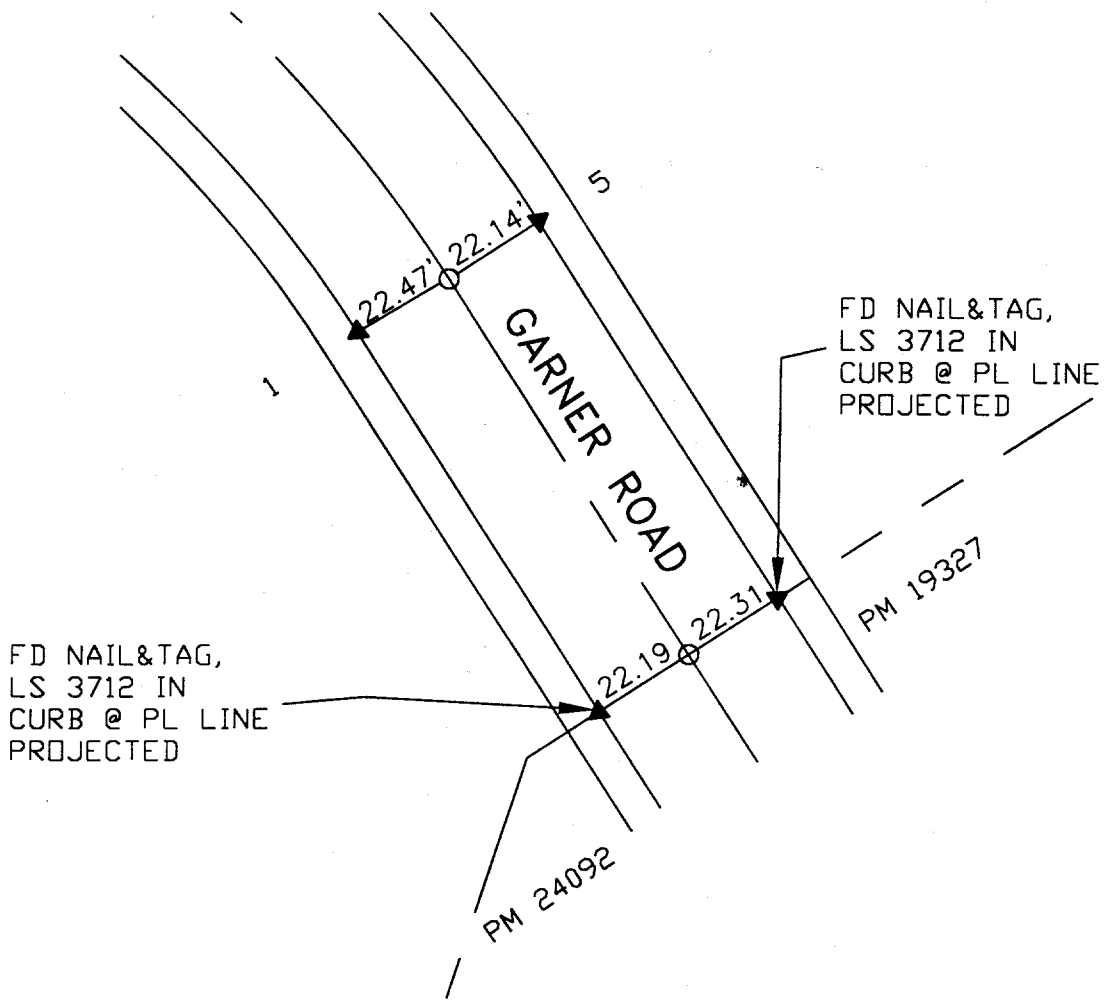 5
22.14'
22.47'
FD NAIL&TAG,
LS 3712 IN
CURB @ PL LINE
PROJECTED
1
GARNER ROAD
PM 19327
22.31
22.19
FD NAIL&TAG,
LS 3712 IN
CURB @ PL LINE
PROJECTED
PM 24092